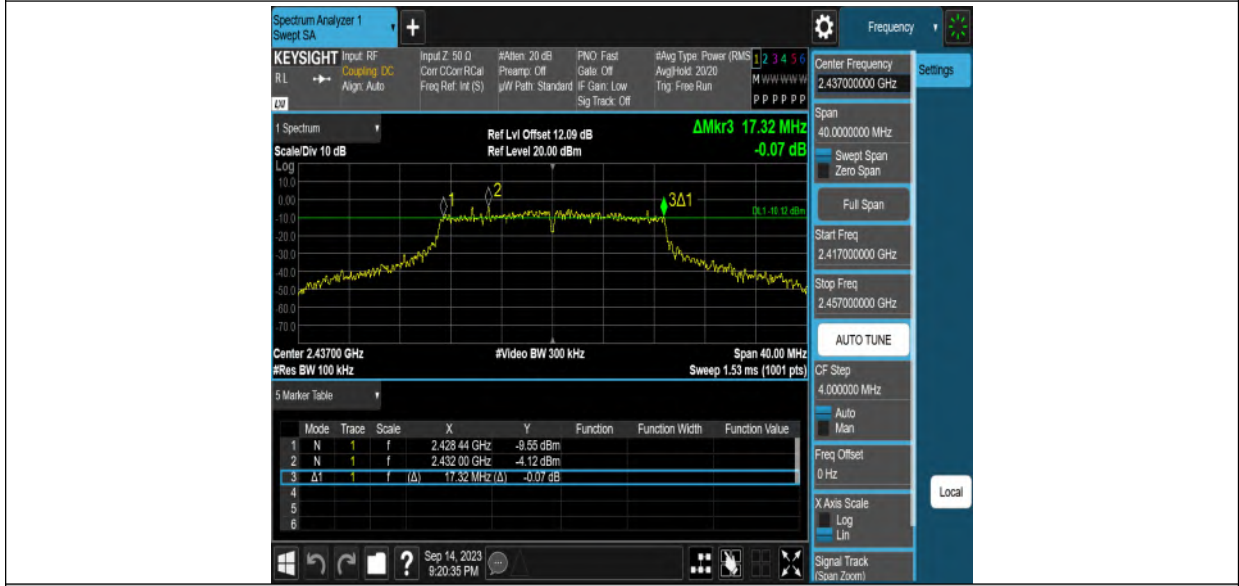 Spectrum Analyzer 1
Swept SA
+
Frequency
KEYSIGHT Input: RF Input Z: 50 Ω #Atten: 20 dB PNO: Fast #Avg Type: Power (RMS 1 2 3 4 5 6
R L Coupling: DC Corr CCorr RCal Preamp: Off Gate: Off Avg|Hold: 20/20 M W W W W W
Align: Auto Freq Ref: Int (S) µW Path: Standard IF Gain: Low Trig: Free Run
Sig Track: Off P P P P P P
LXI
1 Spectrum
Scale/Div 10 dB
Ref Lvl Offset 12.09 dB
Ref Level 20.00 dBm
ΔMkr3 17.32 MHz
-0.07 dB
Log
10.0
0.00
-10.0
-20.0
-30.0
-40.0
-50.0
-60.0
-70.0
1
2
3Δ1
DL1 -10.12 dBm
Center 2.43700 GHz #Video BW 300 kHz Span 40.00 MHz
#Res BW 100 kHz Sweep 1.53 ms (1001 pts)
5 Marker Table
Mode Trace Scale X Y Function Function Width Function Value
1 N 1 f 2.428 44 GHz -9.55 dBm
2 N 1 f 2.432 00 GHz -4.12 dBm
3 Δ1 1 f (Δ) 17.32 MHz (Δ) -0.07 dB
4
5
6
? Sep 14, 2023
9:20:35 PM
Center Frequency
2.437000000 GHz
Settings
Span
40.0000000 MHz
Swept Span
Zero Span
Full Span
Start Freq
2.417000000 GHz
Stop Freq
2.457000000 GHz
AUTO TUNE
CF Step
4.000000 MHz
Auto
Man
Freq Offset
0 Hz
Local
X Axis Scale
Log
Lin
Signal Track
(Span Zoom)